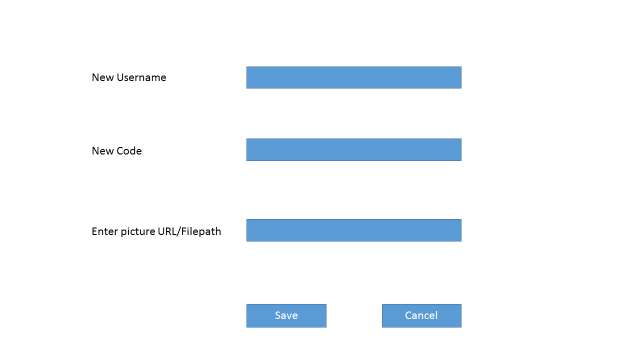 New Username
New Code
Enter picture URL/Filepath
Save
Cancel